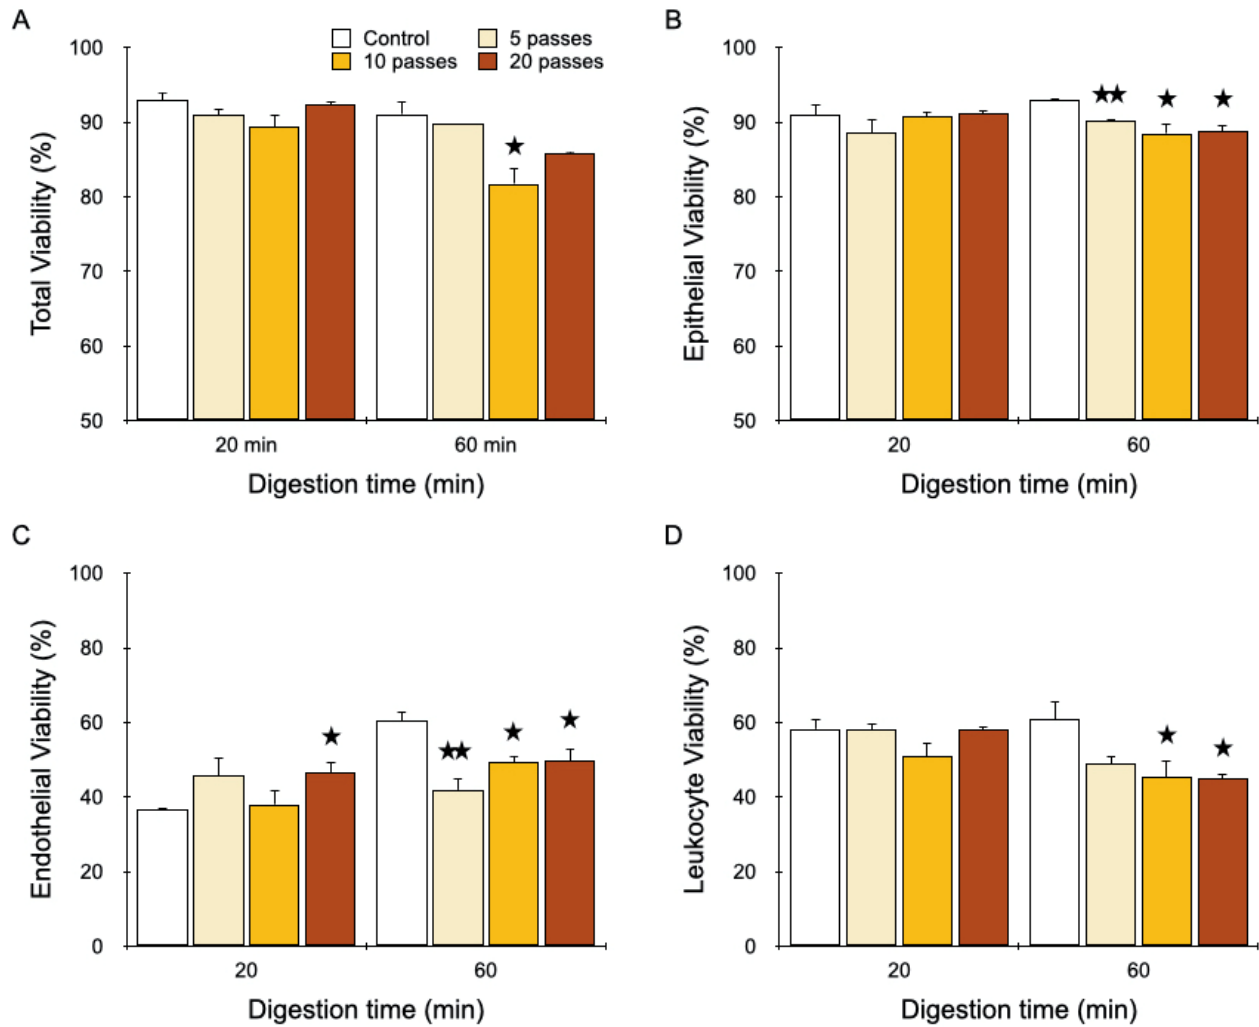 A
Total Viability (%)
100
90
80
70
60
50
Control
5 passes
10 passes
20 passes
20 min
60 min
Digestion time (min)
B
Epithelial Viability (%)
100
90
80
70
60
50
20
60
Digestion time (min)
C
Endothelial Viability (%)
100
80
60
40
20
0
20
60
Digestion time (min)
D
Leukocyte Viability (%)
100
80
60
40
20
0
20
60
Digestion time (min)